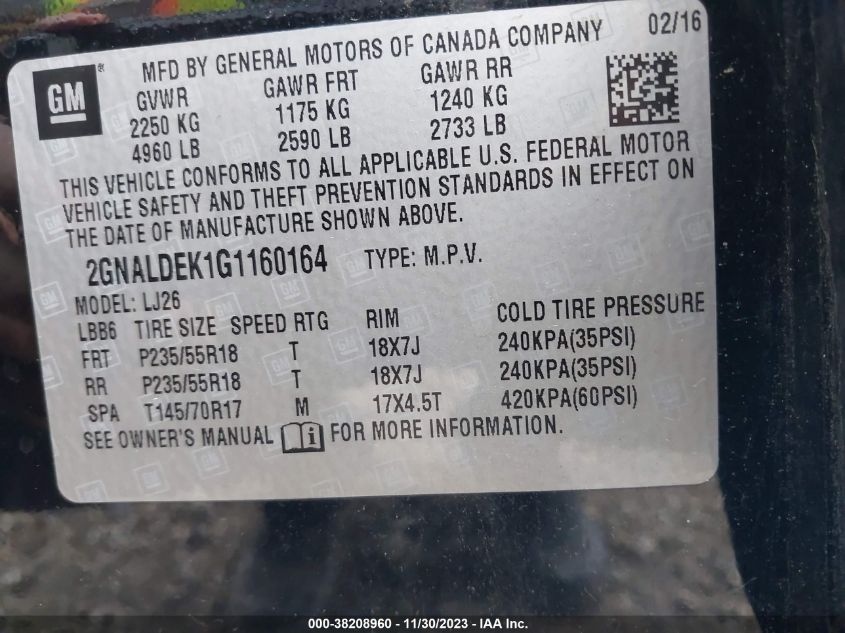 MFD BY GENERAL MOTORS OF CANADA COMPANY 02/16
GM
GVWR GAWR FRT GAWR RR
2250 KG 1175 KG 1240 KG
4960 LB 2590 LB 2733 LB
THIS VEHICLE CONFORMS TO ALL APPLICABLE U.S. FEDERAL MOTOR
VEHICLE SAFETY AND THEFT PREVENTION STANDARDS IN EFFECT ON
THE DATE OF MANUFACTURE SHOWN ABOVE.
2GNALDEK1G1160164 TYPE: M.P.V.
MODEL: LJ26
LBB6 TIRE SIZE SPEED RTG RIM COLD TIRE PRESSURE
FRT P235/55R18 T 18X7J 240KPA(35PSI)
RR P235/55R18 T 18X7J 240KPA(35PSI)
SPA T145/70R17 M 17X4.5T 420KPA(60PSI)
SEE OWNER'S MANUAL i FOR MORE INFORMATION.
000-38208960 - 11/30/2023 - IAA Inc.